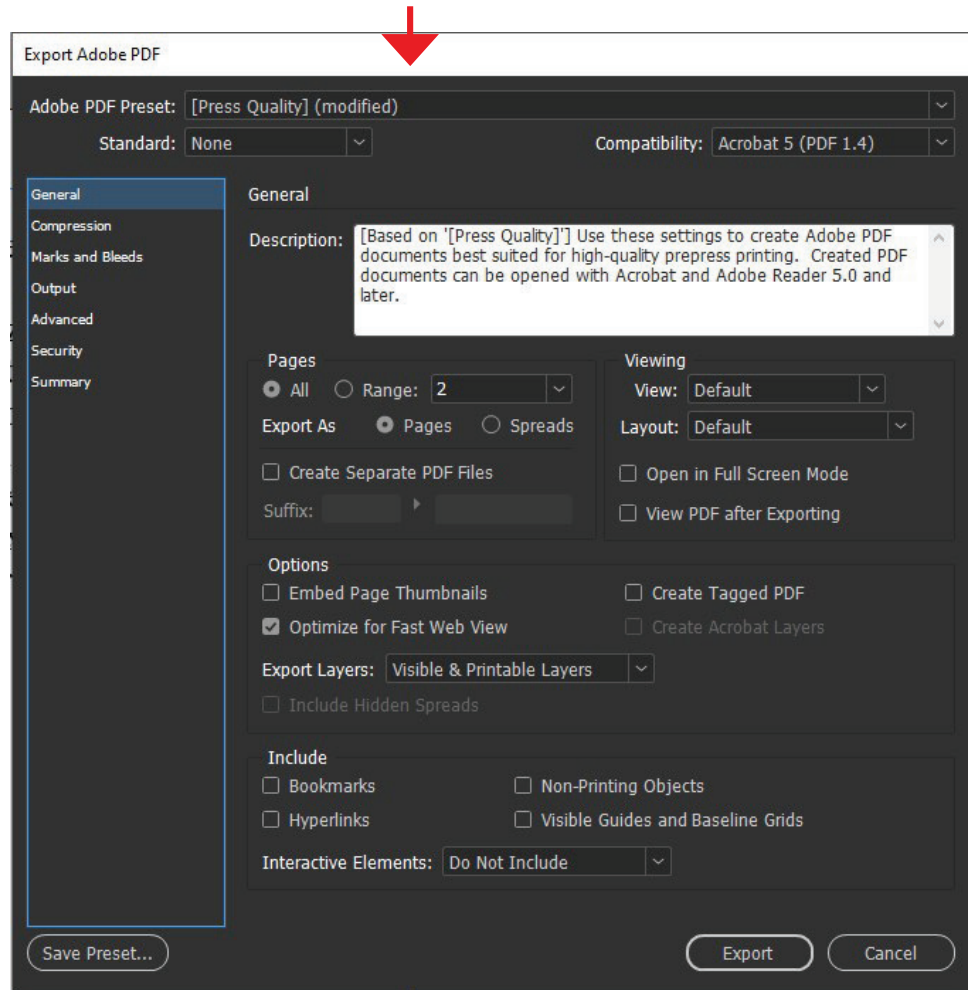 Export Adobe PDF
Adobe PDF Preset: [Press Quality] (modified)
Standard: None Compatibility: Acrobat 5 (PDF 1.4)
General
Compression
Marks and Bleeds
Output
Advanced
Security
Summary
General
Description: [Based on '[Press Quality]'] Use these settings to create Adobe PDF
documents best suited for high-quality prepress printing. Created PDF
documents can be opened with Acrobat and Adobe Reader 5.0 and
later.
Pages
All Range: 2
Export As Pages Spreads
Create Separate PDF Files
Suffix:
Viewing
View: Default
Layout: Default
Open in Full Screen Mode
View PDF after Exporting
Options
Embed Page Thumbnails Create Tagged PDF
Optimize for Fast Web View Create Acrobat Layers
Export Layers: Visible & Printable Layers
Include Hidden Spreads
Include
Bookmarks Non-Printing Objects
Hyperlinks Visible Guides and Baseline Grids
Interactive Elements: Do Not Include
Save Preset... Export Cancel